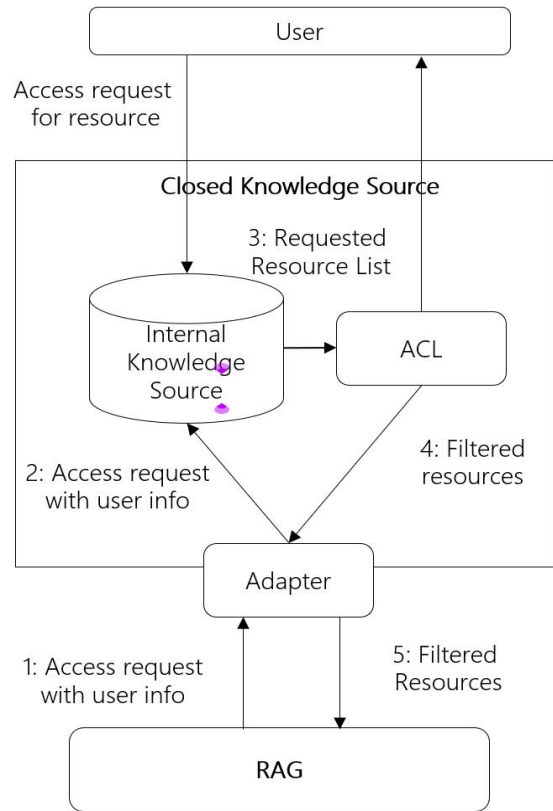 User
Access request
for resource
Closed Knowledge Source
3: Requested
Resource List
Internal
Knowledge
Source
ACL
2: Access request
with user info
4: Filtered
resources
Adapter
1: Access request
with user info
5: Filtered
Resources
RAG